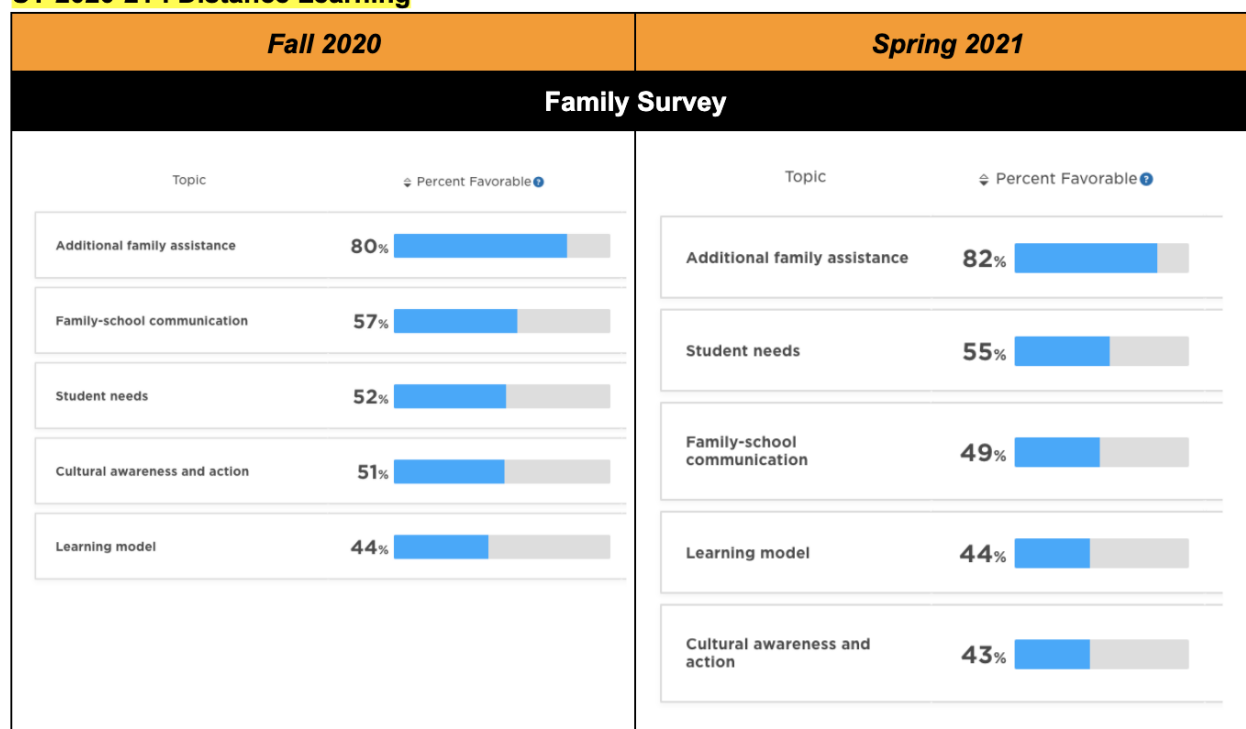 Distance Learning
Fall 2020
Spring 2021
Family Survey
Topic
Percent Favorable
Additional family assistance
80%
Family-school communication
57%
Student needs
52%
Cultural awareness and action
51%
Learning model
44%
Topic
Percent Favorable
Additional family assistance
82%
Student needs
55%
Family-school
communication
49%
Learning model
44%
Cultural awareness and
action
43%